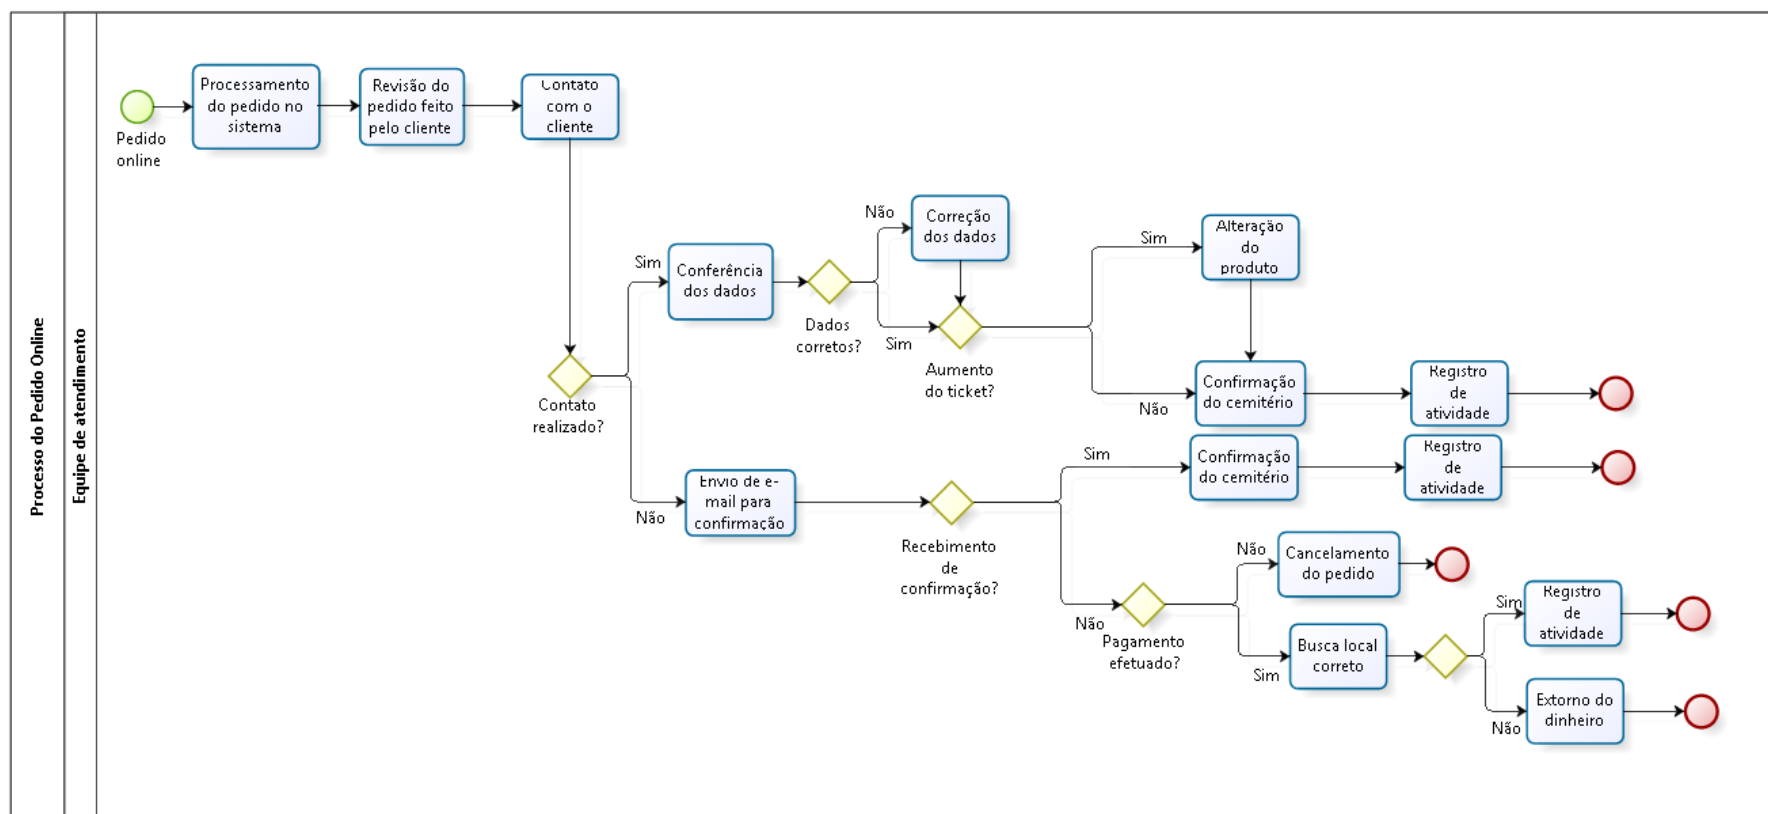 Processo do Pedido Online
Equipe de atendimento
Pedido
online
Processamento
do pedido no
sistema
Revisão do
pedido feito
pelo cliente
Contato
com o
cliente
Contato
realizado?
Sim
Conferência
dos dados
Dados
corretos?
Não
Correção
dos dados
Sim
Aumento
do ticket?
Sim
Alteração
do
produto
Não
Confirmação
do cemitério
Registro
de
atividade
Não
Envio de e-
mail para
confirmação
Recebimento
de
confirmação?
Sim
Confirmação
do cemitério
Registro
de
atividade
Não
Pagamento
efetuado?
Não
Cancelamento
do pedido
Sim
Busca local
correto
Sim
Registro
de
atividade
Não
Extorno do
dinheiro